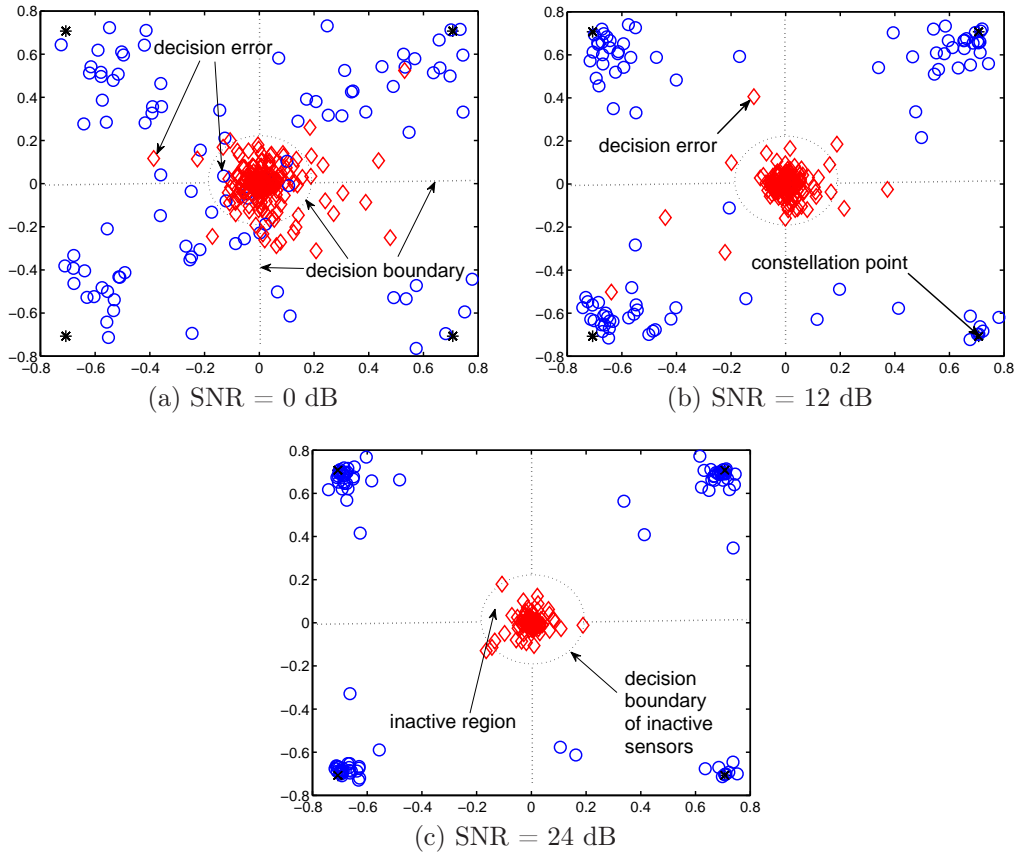 0.8
0.6
0.4
0.2
0
−0.2
−0.4
−0.6
−0.8
−0.8 −0.6 −0.4 −0.2 0 0.2 0.4 0.6 0.8
decision error
decision boundary
(a) SNR = 0 dB
0.8
0.6
0.4
0.2
0
−0.2
−0.4
−0.6
−0.8
−0.8 −0.6 −0.4 −0.2 0 0.2 0.4 0.6 0.8
decision error
constellation point
(b) SNR = 12 dB
0.8
0.6
0.4
0.2
0
−0.2
−0.4
−0.6
−0.8
−0.8 −0.6 −0.4 −0.2 0 0.2 0.4 0.6 0.8
inactive region
decision
boundary
of inactive
sensors
(c) SNR = 24 dB